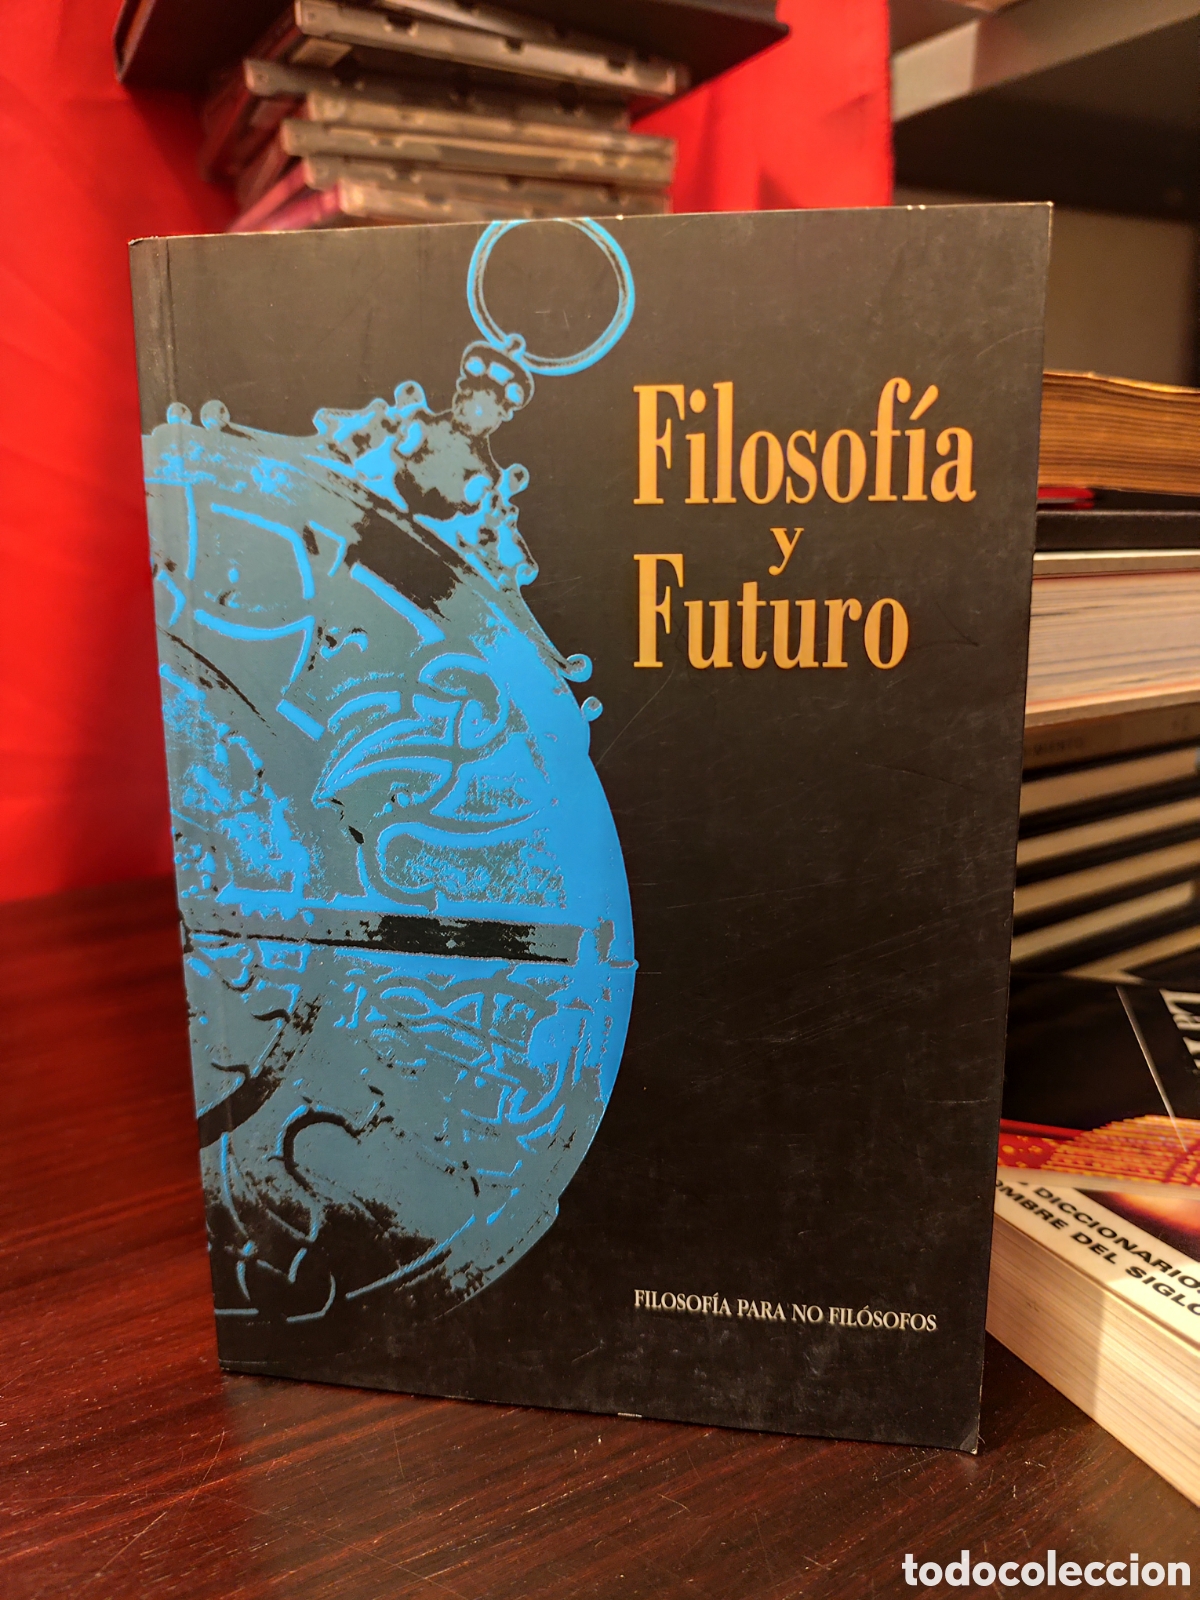 Filosofía
y
Futuro
FILOSOFÍA PARA NO FILÓSOFOS
DICCIONARIO
OMBRE DEL SIGLO
todocoleccion